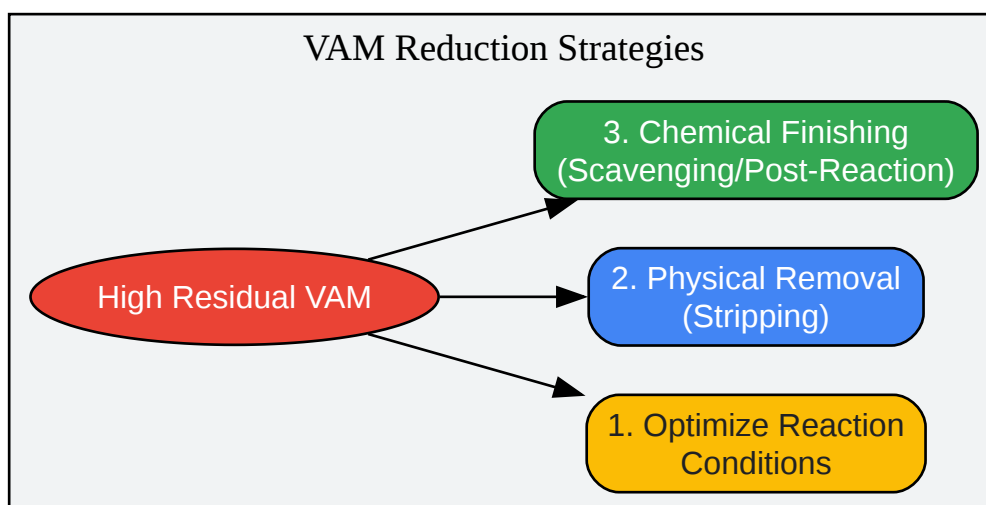 VAM Reduction Strategies
3. Chemical Finishing
(Scavenging/Post-Reaction)
High Residual VAM
2. Physical Removal
(Stripping)
1. Optimize Reaction
Conditions